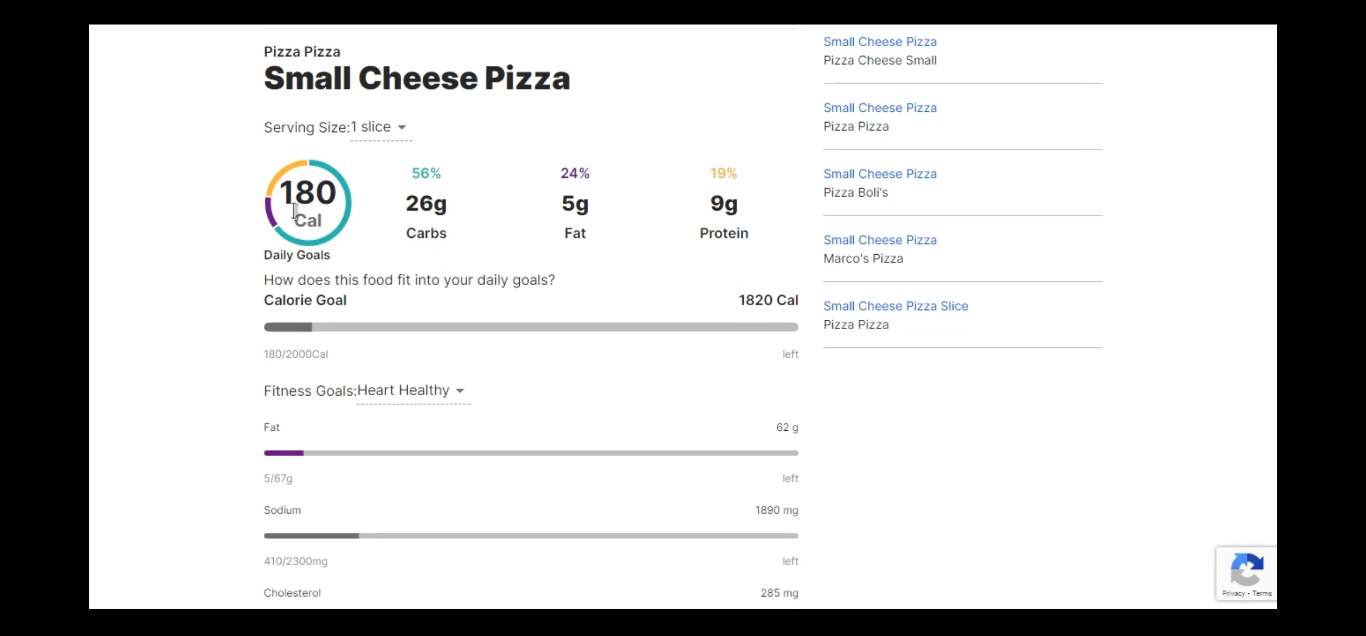 Pizza Pizza
Small Cheese Pizza
Serving Size:1 slice
180
Cal
56%
26g
Carbs
24%
5g
Fat
19%
9g
Protein
Daily Goals
How does this food fit into your daily goals?
Calorie Goal 1820 Cal
180/2000Cal left
Fitness Goals:Heart Healthy
Fat 62 g
5/67g left
Sodium 1890 mg
410/2300mg left
Cholesterol 285 mg
Small Cheese Pizza
Pizza Cheese Small
Small Cheese Pizza
Pizza Pizza
Small Cheese Pizza
Pizza Boli's
Small Cheese Pizza
Marco's Pizza
Small Cheese Pizza Slice
Pizza Pizza
Privacy - Terms